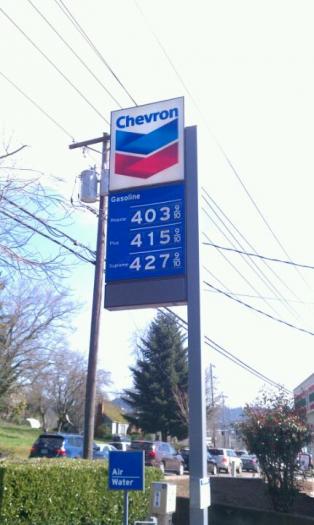 Chevron
Gasoline
Regular 403 9/10
Plus 415 9/10
Supreme 427 9/10
Air
Water